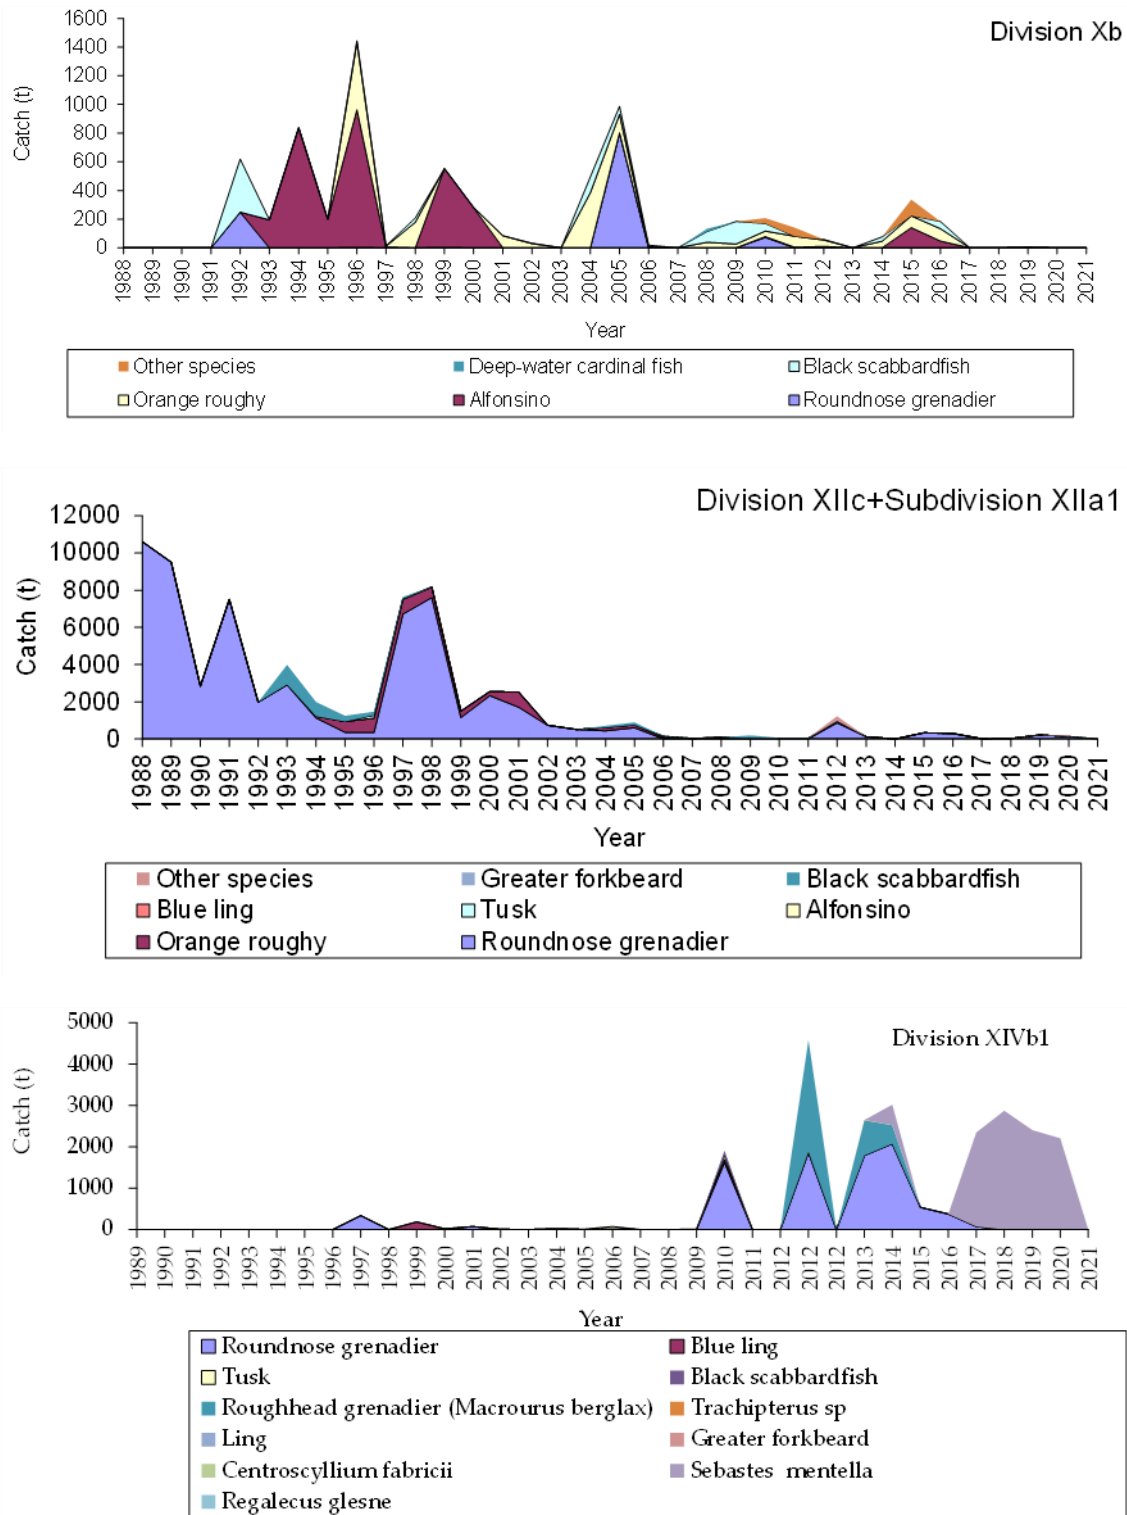 Division Xb
1600
1400
1200
1000
800
600
400
200
0
Catch (t)
1988 1989 1990 1991 1992 1993 1994 1995 1996 1997 1998 1999 2000 2001 2002 2003 2004 2005 2006 2007 2008 2009 2010 2011 2012 2013 2014 2015 2016 2017 2018 2019 2020 2021
Year
Other species Deep-water cardinal fish Black scabbardfish
Orange roughy Alfonsino Roundnose grenadier
Division XIIc+Subdivision XIIa1
12000
10000
8000
6000
4000
2000
0
Catch (t)
1988 1989 1990 1991 1992 1993 1994 1995 1996 1997 1998 1999 2000 2001 2002 2003 2004 2005 2006 2007 2008 2009 2010 2011 2012 2013 2014 2015 2016 2017 2018 2019 2020 2021
Year
Other species Greater forkbeard Black scabbardfish
Blue ling Tusk Alfonsino
Orange roughy Roundnose grenadier
Division XIVb1
5000
4000
3000
2000
1000
0
Catch (t)
1989 1990 1991 1992 1993 1994 1995 1996 1997 1998 1999 2000 2001 2002 2003 2004 2005 2006 2007 2008 2009 2010 2011 2012 2012 2012 2013 2014 2015 2016 2017 2018 2019 2020 2021
Year
Roundnose grenadier Blue ling
Tusk Black scabbardfish
Roughhead grenadier (Macrourus berglax) Trachipterus sp
Ling Greater forkbeard
Centroscyllium fabricii Sebastes mentella
Regalecus glesne